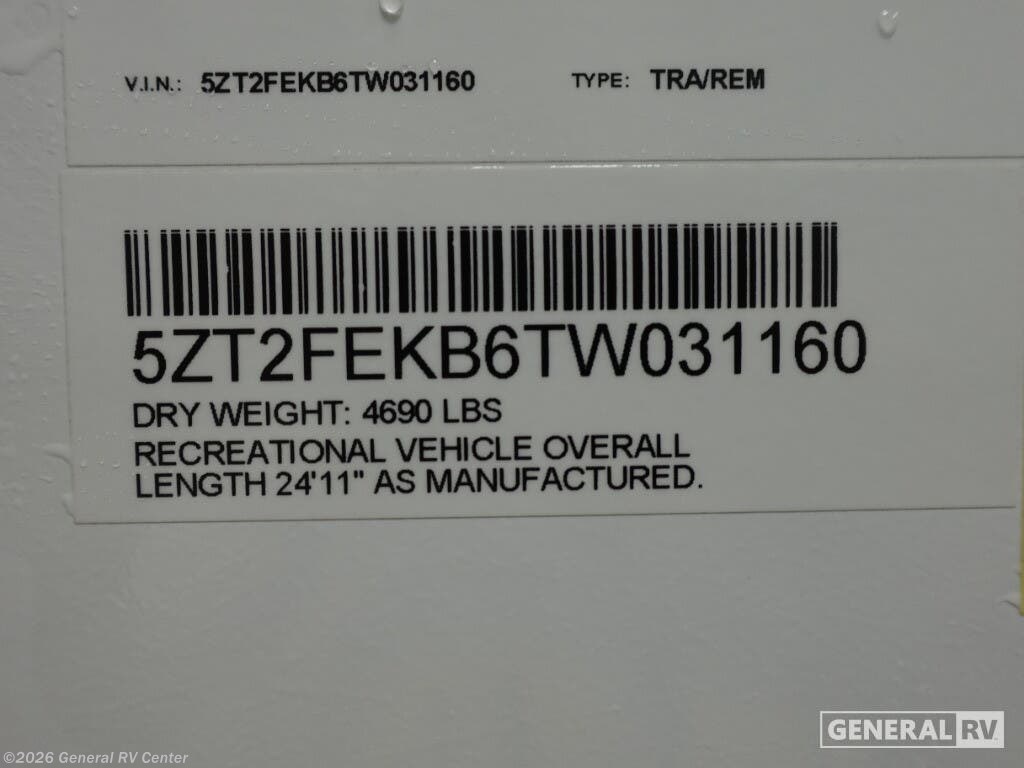 V.I.N.: 5ZT2FEKB6TW031160 TYPE: TRA/REM
5ZT2FEKB6TW031160
DRY WEIGHT: 4690 LBS
RECREATIONAL VEHICLE OVERALL
LENGTH 24'11" AS MANUFACTURED.
GENERAL RV
©2026 General RV Center